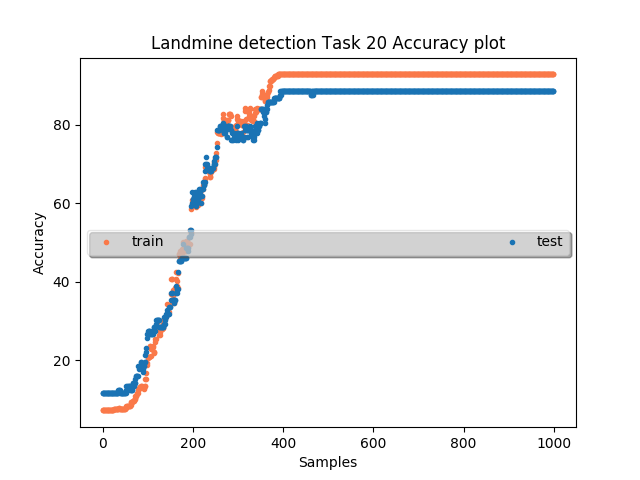 Landmine detection Task 20 Accuracy plot
80
60
40
20
Accuracy
train test
0 200 400 600 800 1000
Samples